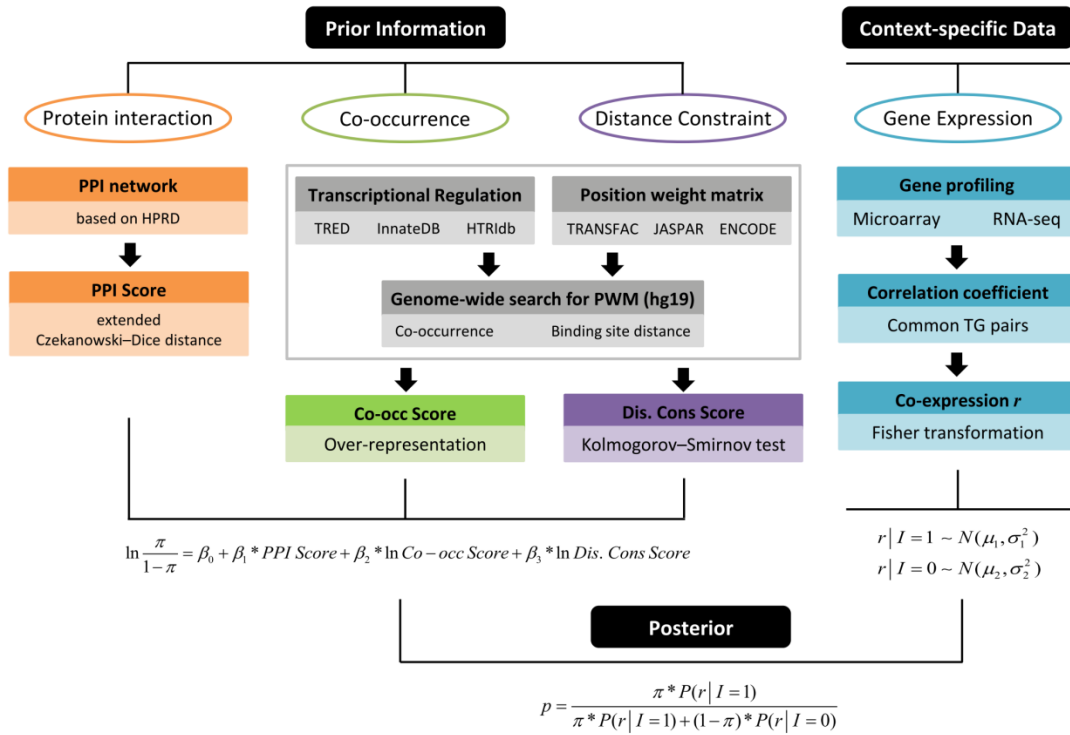 Prior Information
Context-specific Data
Protein interaction
Co-occurrence
Distance Constraint
Gene Expression
PPI network
based on HPRD
PPI Score
extended
Czekanowski–Dice distance
Transcriptional Regulation
TRED InnateDB HTRIdb
Position weight matrix
TRANSFAC JASPAR ENCODE
Genome-wide search for PWM (hg19)
Co-occurrence Binding site distance
Co-occ Score
Over-representation
Dis. Cons Score
Kolmogorov–Smirnov test
Gene profiling
Microarray RNA-seq
Correlation coefficient
Common TG pairs
Co-expression r
Fisher transformation
ln π/(1−π) = β₀ + β₁ * PPI Score + β₂ * ln Co − occ Score + β₃ * ln Dis. Cons Score
r | I = 1 ~ N(μ₁, σ₁²)
r | I = 0 ~ N(μ₂, σ₂²)
Posterior
p = π * P(r | I = 1) / (π * P(r | I = 1) + (1 − π) * P(r | I = 0))